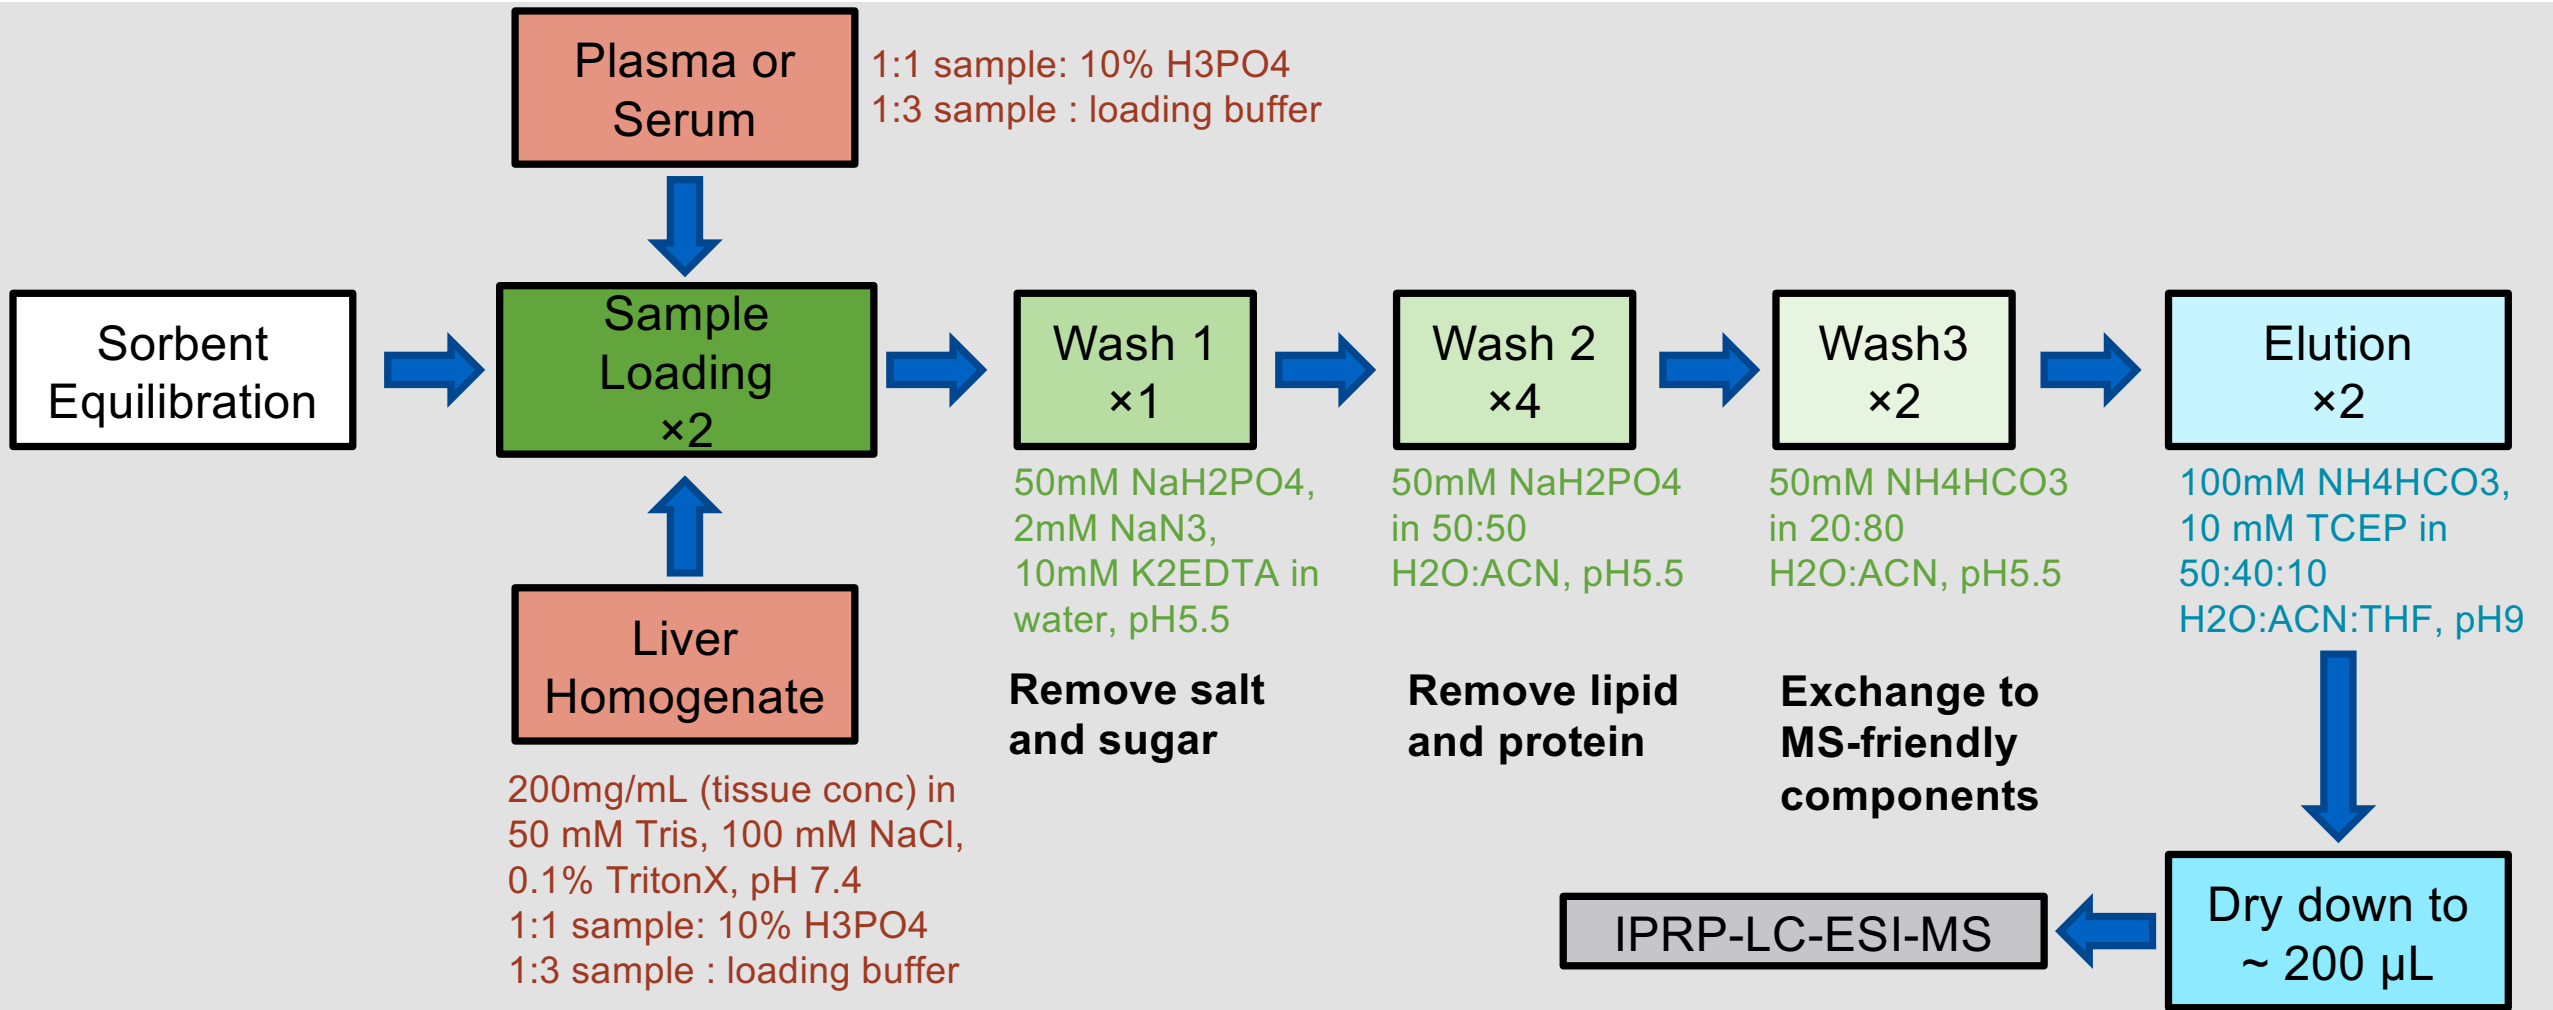 Plasma or
Serum
1:1 sample: 10% H3PO4
1:3 sample : loading buffer
Sorbent
Equilibration
Sample
Loading
×2
Wash 1
×1
50mM NaH2PO4,
2mM NaN3,
10mM K2EDTA in
water, pH5.5
Remove salt
and sugar
Wash 2
×4
50mM NaH2PO4
in 50:50
H2O:ACN, pH5.5
Remove lipid
and protein
Wash3
×2
50mM NH4HCO3
in 20:80
H2O:ACN, pH5.5
Exchange to
MS-friendly
components
Elution
×2
100mM NH4HCO3,
10 mM TCEP in
50:40:10
H2O:ACN:THF, pH9
Liver
Homogenate
200mg/mL (tissue conc) in
50 mM Tris, 100 mM NaCl,
0.1% TritonX, pH 7.4
1:1 sample: 10% H3PO4
1:3 sample : loading buffer
Dry down to
~ 200 µL
IPRP-LC-ESI-MS